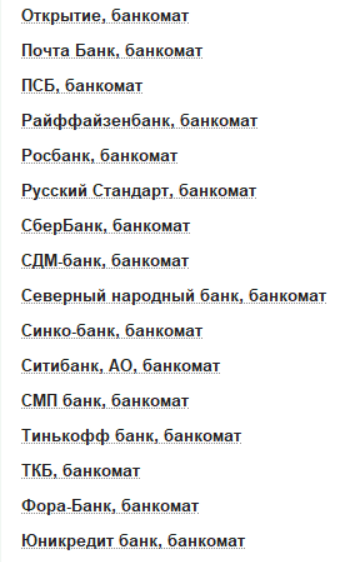 Открытие, банкомат
Почта Банк, банкомат
ПСБ, банкомат
Райффайзенбанк, банкомат
Росбанк, банкомат
Русский Стандарт, банкомат
СберБанк, банкомат
СДМ-банк, банкомат
Северный народный банк, банкомат
Синко-банк, банкомат
Ситибанк, АО, банкомат
СМП банк, банкомат
Тинькофф банк, банкомат
ТКБ, банкомат
Фора-Банк, банкомат
Юникредит банк, банкомат